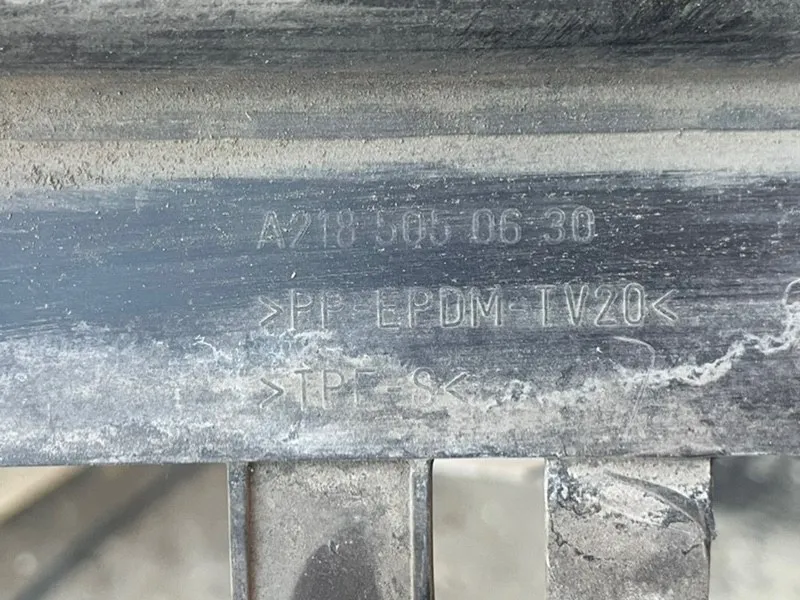 A218 505 06 30
>PP EPDM-TV20<
>TPE-S<